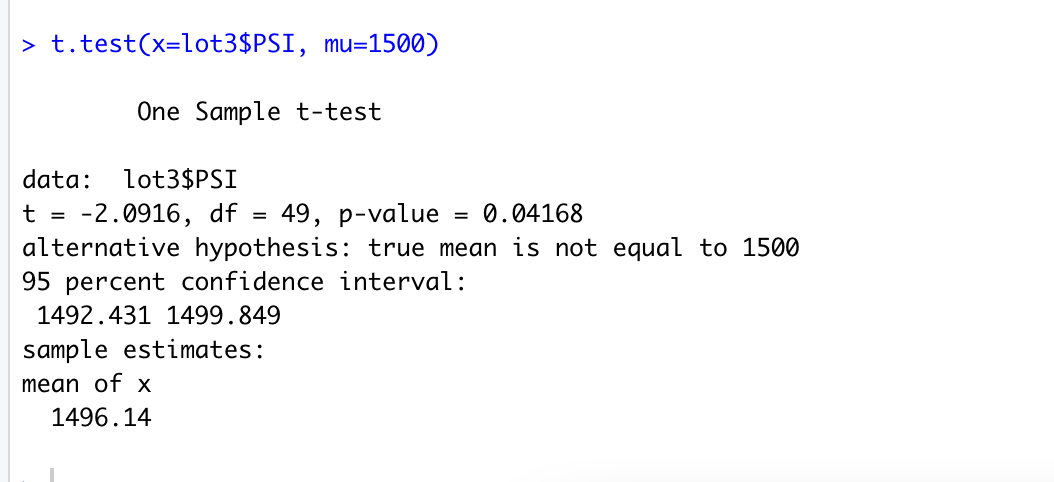 > t.test(x=lot3$PSI, mu=1500)
One Sample t-test
data:  lot3$PSI
t = -2.0916, df = 49, p-value = 0.04168
alternative hypothesis: true mean is not equal to 1500
95 percent confidence interval:
1492.431 1499.849
sample estimates:
mean of x
1496.14